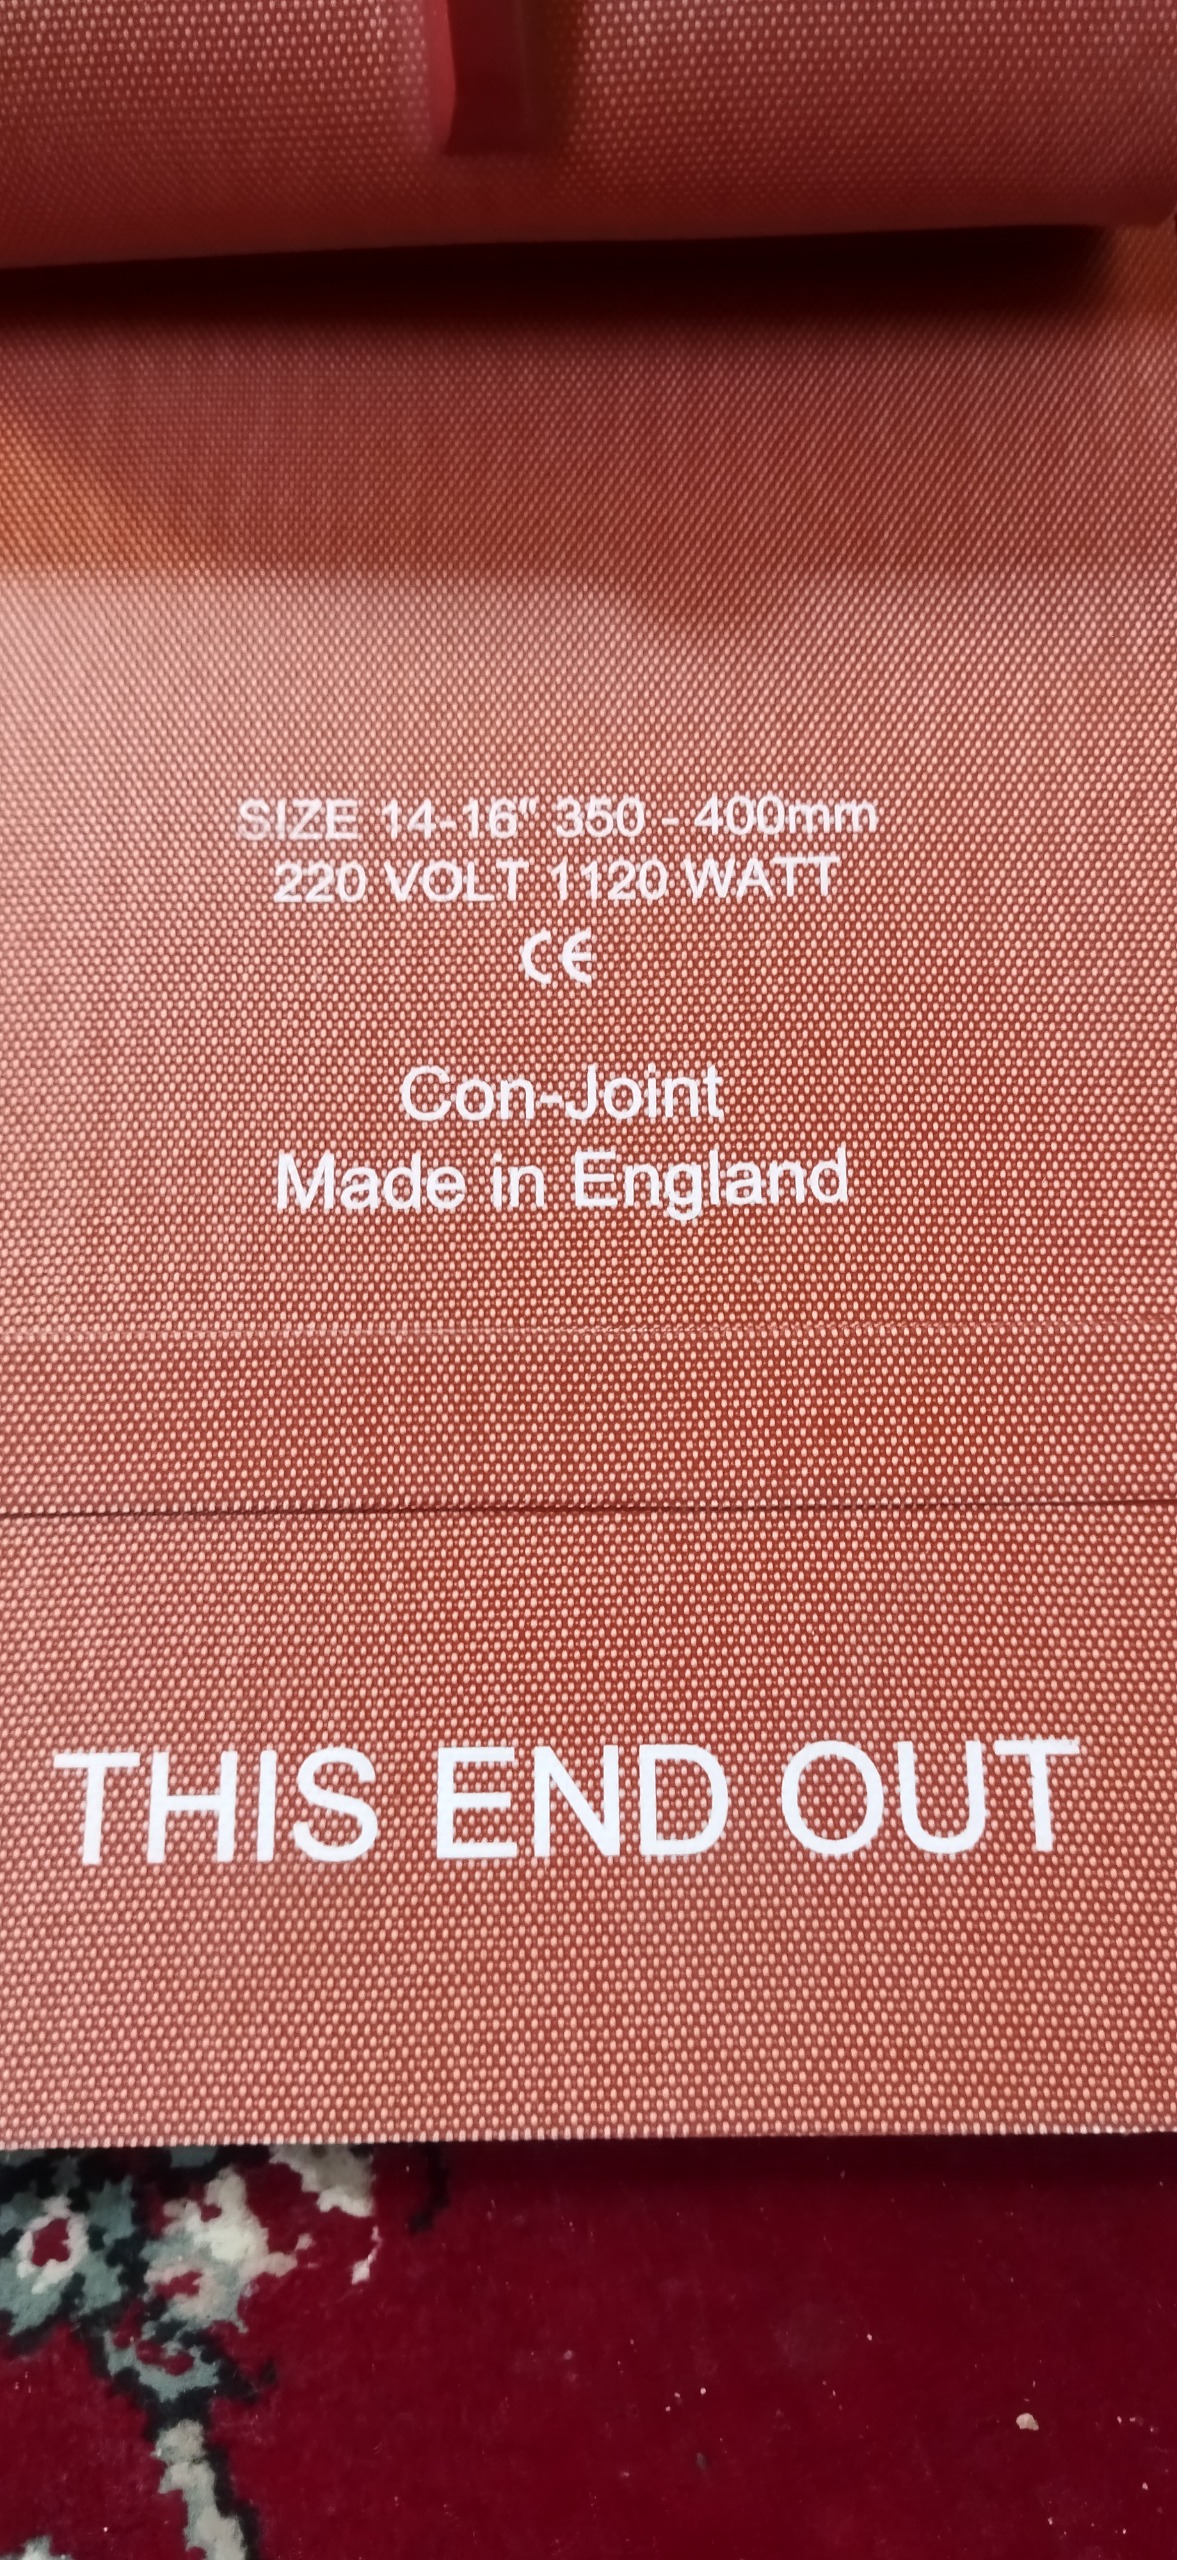 SIZE 14-16" 350 - 400mm
220 VOLT 1120 WATT
CE
Con-Joint
Made in England
THIS END OUT